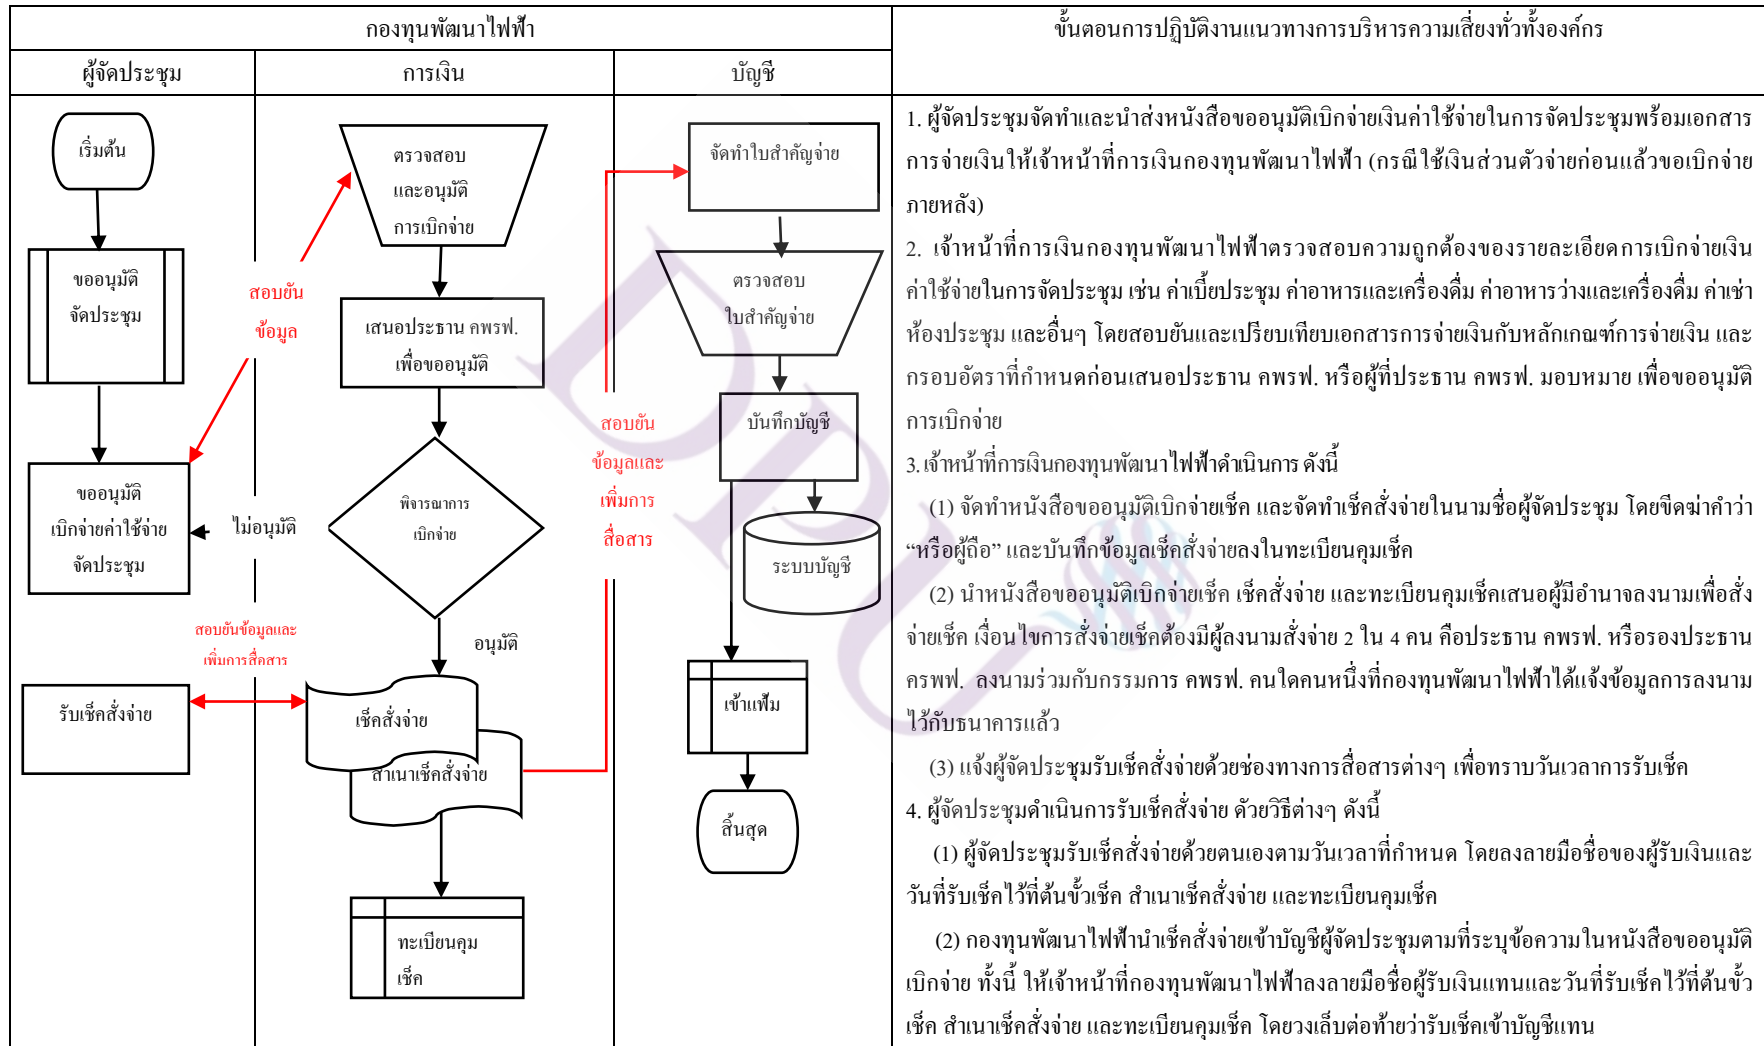 กองทุนพัฒนาไฟฟ้า
ขั้นตอนการปฏิบัติงานแนวทางการบริหารความเสี่ยงทั่วทั้งองค์กร
ผู้จัดประชุม
การเงิน
บัญชี
เริ่มต้น
ขออนุมัติ
จัดประชุม
ขออนุมัติ
เบิกจ่ายค่าใช้จ่าย
จัดประชุม
รับเช็คสั่งจ่าย
สอบยัน
ข้อมูล
ไม่อนุมัติ
สอบยันข้อมูลและ
เพิ่มการสื่อสาร
ตรวจสอบ
และอนุมัติ
การเบิกจ่าย
เสนอประธาน คพรฟ.
เพื่อขออนุมัติ
พิจารณาการ
เบิกจ่าย
อนุมัติ
เช็คสั่งจ่าย
สำเนาเช็คสั่งจ่าย
ทะเบียนคุม
เช็ค
สอบยัน
ข้อมูลและ
เพิ่มการ
สื่อสาร
จัดทำใบสำคัญจ่าย
ตรวจสอบ
ใบสำคัญจ่าย
บันทึกบัญชี
ระบบบัญชี
เข้าแฟ้ม
สิ้นสุด
1. ผู้จัดประชุมจัดทำและนำส่งหนังสือขออนุมัติเบิกจ่ายเงินค่าใช้จ่ายในการจัดประชุมพร้อมเอกสาร
การจ่ายเงินให้เจ้าหน้าที่การเงินกองทุนพัฒนาไฟฟ้า (กรณีใช้เงินส่วนตัวจ่ายก่อนแล้วขอเบิกจ่าย
ภายหลัง)
2. เจ้าหน้าที่การเงินกองทุนพัฒนาไฟฟ้าตรวจสอบความถูกต้องของรายละเอียดการเบิกจ่ายเงิน
ค่าใช้จ่ายในการจัดประชุม เช่น ค่าเบี้ยประชุม ค่าอาหารและเครื่องดื่ม ค่าอาหารว่างและเครื่องดื่ม ค่าเช่า
ห้องประชุม และอื่นๆ โดยสอบยันและเปรียบเทียบเอกสารการจ่ายเงินกับหลักเกณฑ์การจ่ายเงิน และ
กรอบอัตราที่กำหนดก่อนเสนอประธาน คพรฟ. หรือผู้ที่ประธาน คพรฟ. มอบหมาย เพื่อขออนุมัติ
การเบิกจ่าย
3. เจ้าหน้าที่การเงินกองทุนพัฒนาไฟฟ้าดำเนินการ ดังนี้
(1) จัดทำหนังสือขออนุมัติเบิกจ่ายเช็ค และจัดทำเช็คสั่งจ่ายในนามชื่อผู้จัดประชุม โดยขีดฆ่าคำว่า
“หรือผู้ถือ” และบันทึกข้อมูลเช็คสั่งจ่ายลงในทะเบียนคุมเช็ค
(2) นำหนังสือขออนุมัติเบิกจ่ายเช็ค เช็คสั่งจ่าย และทะเบียนคุมเช็คเสนอผู้มีอำนาจลงนามเพื่อสั่ง
จ่ายเช็ค เงื่อนไขการสั่งจ่ายเช็คต้องมีผู้ลงนามสั่งจ่าย 2 ใน 4 คน คือประธาน คพรฟ. หรือรองประธาน
ครพฟ. ลงนามร่วมกับกรรมการ คพรฟ. คนใดคนหนึ่งที่กองทุนพัฒนาไฟฟ้าได้แจ้งข้อมูลการลงนาม
ไว้กับธนาคารแล้ว
(3) แจ้งผู้จัดประชุมรับเช็คสั่งจ่ายด้วยช่องทางการสื่อสารต่างๆ เพื่อทราบวันเวลาการรับเช็ค
4. ผู้จัดประชุมดำเนินการรับเช็คสั่งจ่าย ด้วยวิธีต่างๆ ดังนี้
(1) ผู้จัดประชุมรับเช็คสั่งจ่ายด้วยตนเองตามวันเวลาที่กำหนด โดยลงลายมือชื่อของผู้รับเงินและ
วันที่รับเช็คไว้ที่ต้นขั้วเช็ค สำเนาเช็คสั่งจ่าย และทะเบียนคุมเช็ค
(2) กองทุนพัฒนาไฟฟ้านำเช็คสั่งจ่ายเข้าบัญชีผู้จัดประชุมตามที่ระบุข้อความในหนังสือขออนุมัติ
เบิกจ่าย ทั้งนี้ ให้เจ้าหน้าที่กองทุนพัฒนาไฟฟ้าลงลายมือชื่อผู้รับเงินแทนและวันที่รับเช็คไว้ที่ต้นขั้ว
เช็ค สำเนาเช็คสั่งจ่าย และทะเบียนคุมเช็ค โดยวงเล็บต่อท้ายว่ารับเช็คเข้าบัญชีแทน
DPU